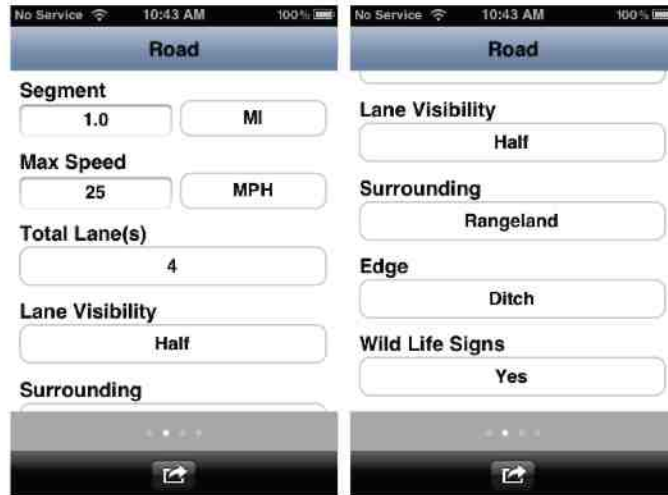 No Service 10:43 AM 100%
Road
Segment
1.0 MI
Max Speed
25 MPH
Total Lane(s)
4
Lane Visibility
Half
Surrounding
No Service 10:43 AM 100%
Road
Lane Visibility
Half
Surrounding
Rangeland
Edge
Ditch
Wild Life Signs
Yes